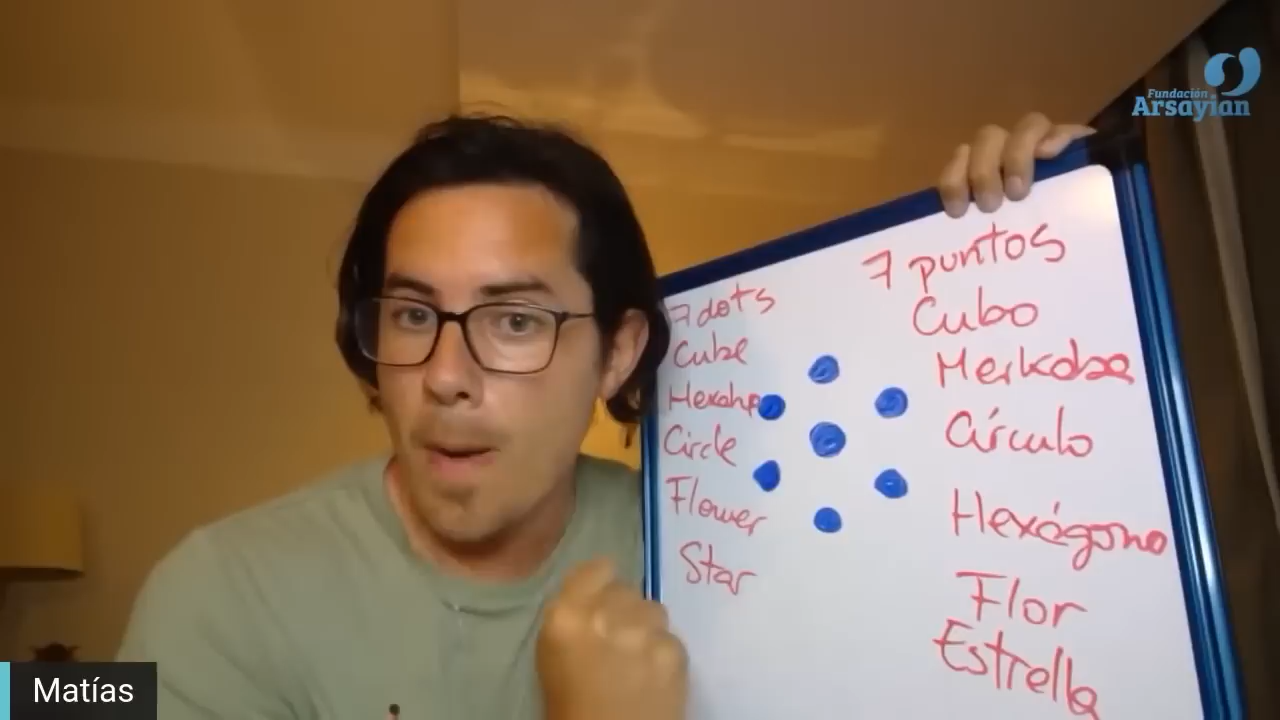 Fundación
Arsayian
7 puntos
Cubo
Merkaba
Círculo
Hexágono
Flor
Estrella
7 dots
Cube
Circle
Flower
Star
Matías